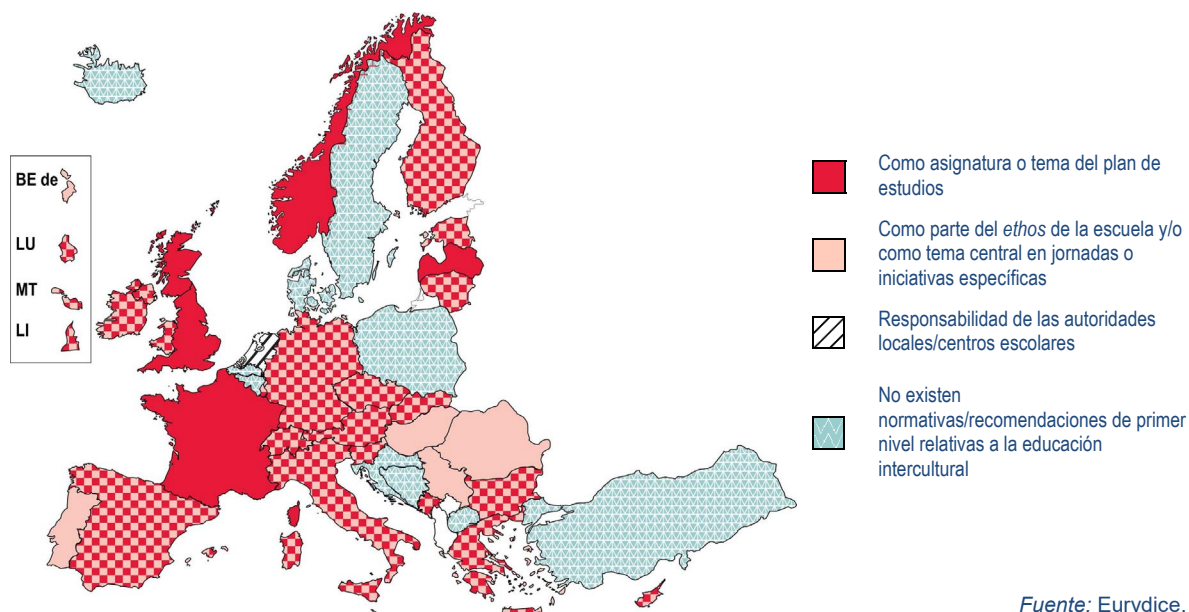 BE de
LU
MT
LI
Como asignatura o tema del plan de
estudios
Como parte del ethos de la escuela y/o
como tema central en jornadas o
iniciativas específicas
Responsabilidad de las autoridades
locales/centros escolares
No existen
normativas/recomendaciones de primer
nivel relativas a la educación
intercultural
Fuente: Eurydice.